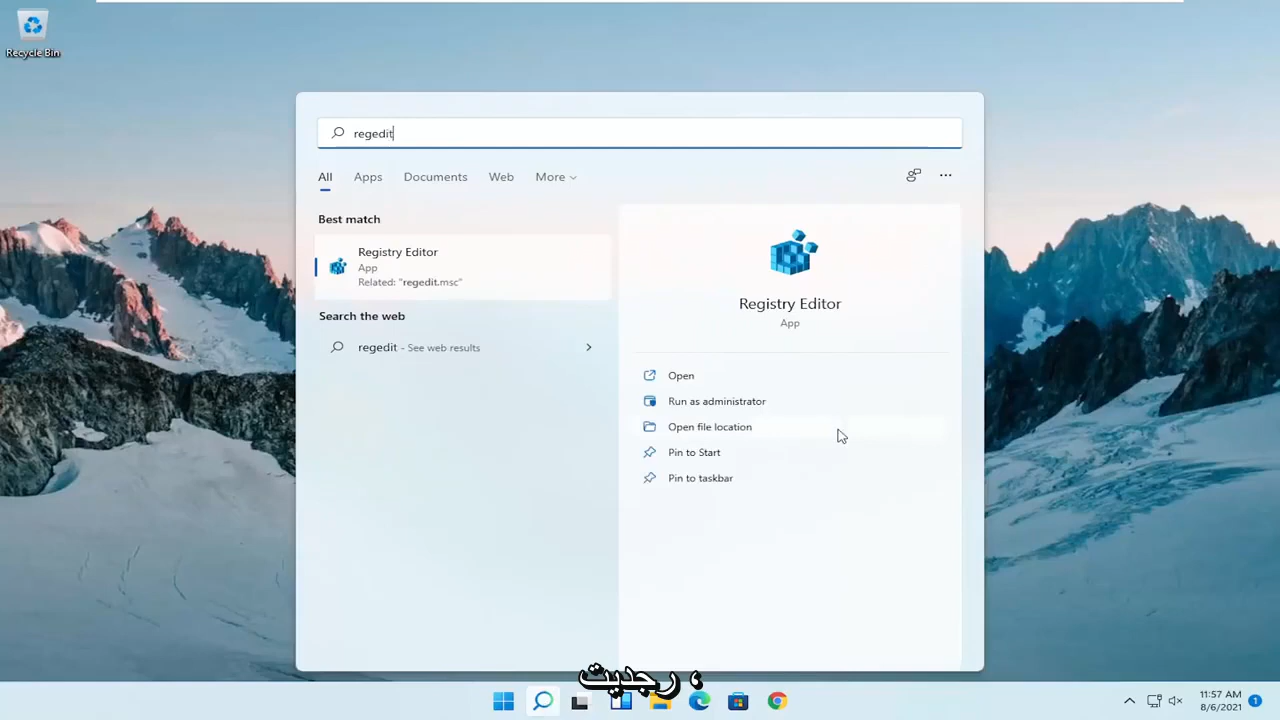 Recycle Bin
regedit
All Apps Documents Web More
Best match
Registry Editor
App
Related: "regedit.msc"
Search the web
regedit - See web results
Registry Editor
App
Open
Run as administrator
Open file location
Pin to Start
Pin to taskbar
، رجديت
11:57 AM
8/6/2021
1